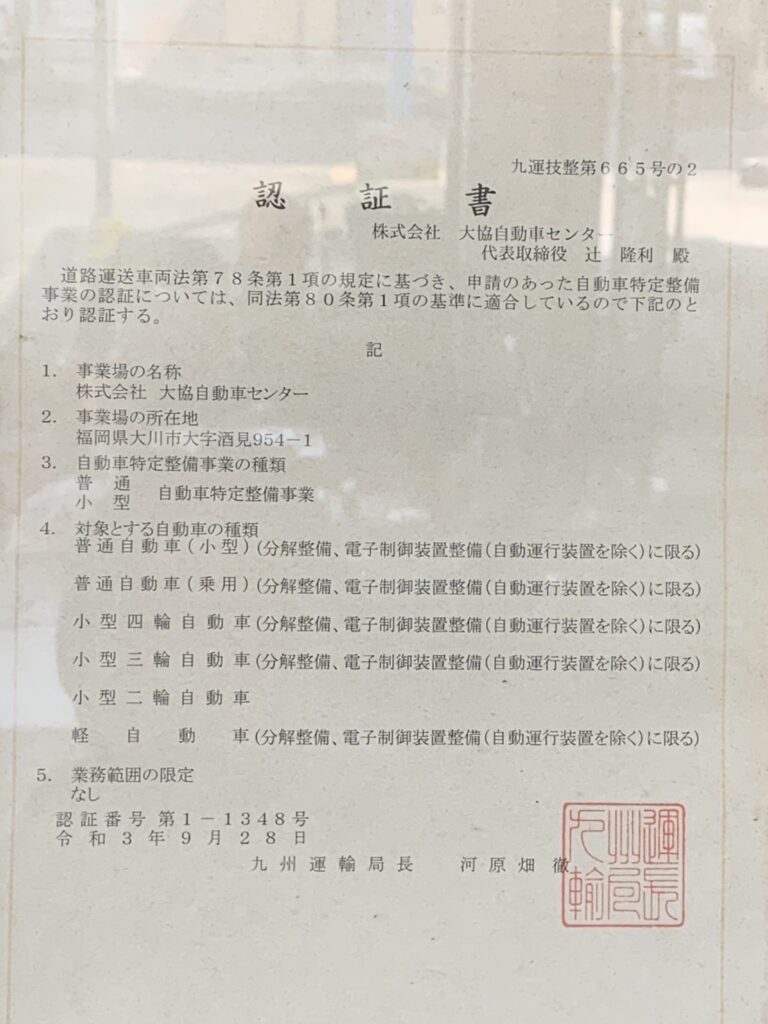 九運技整第665号の2
認証書
株式会社 大協自動車センター
代表取締役 辻 隆利 殿
道路運送車両法第78条第1項の規定に基づき、申請のあった自動車特定整備
事業の認証については、同法第80条第1項の基準に適合しているので下記のと
おり認証する。
記
1. 事業場の名称
株式会社 大協自動車センター
2. 事業場の所在地
福岡県大川市大字酒見954-1
3. 自動車特定整備事業の種類
普通
小型 自動車特定整備事業
4. 対象とする自動車の種類
普通自動車(小型)(分解整備、電子制御装置整備(自動運行装置を除く)に限る)
普通自動車(乗用)(分解整備、電子制御装置整備(自動運行装置を除く)に限る)
小型四輪自動車(分解整備、電子制御装置整備(自動運行装置を除く)に限る)
小型三輪自動車(分解整備、電子制御装置整備(自動運行装置を除く)に限る)
小型二輪自動車
軽自動車(分解整備、電子制御装置整備(自動運行装置を除く)に限る)
5. 業務範囲の限定
なし
認証番号 第1-1348号
令和3年9月28日
九州運輸局長 河原畑 徹
九州運輸局長